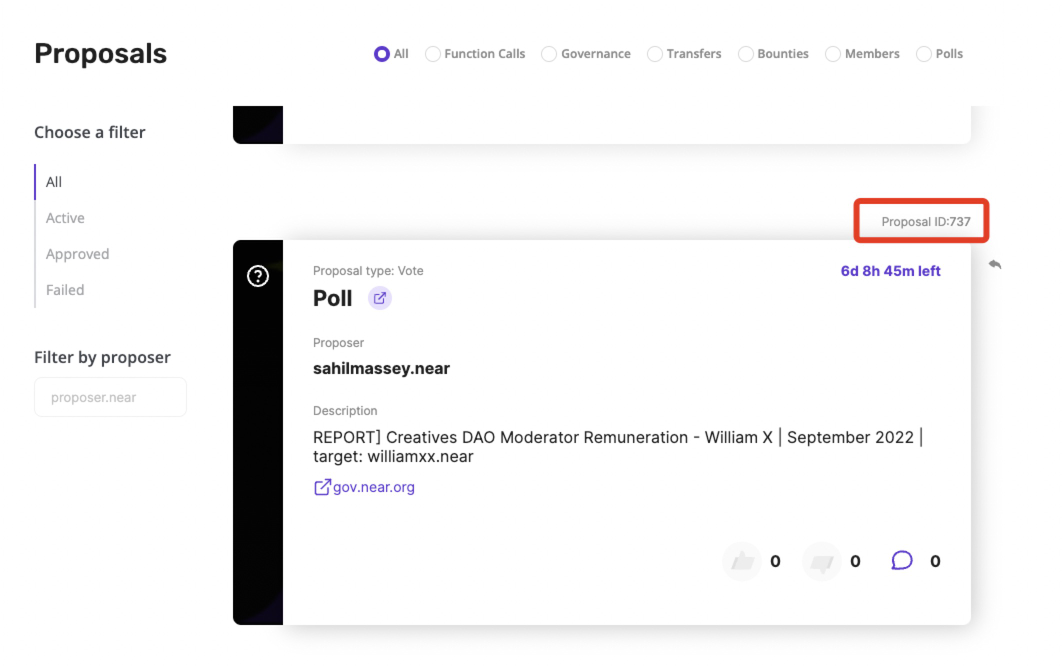 Proposals
All Function Calls Governance Transfers Bounties Members Polls
Choose a filter
All
Active
Approved
Failed
Filter by proposer
proposer.near
Proposal ID:737
Proposal type: Vote
6d 8h 45m left
Poll
Proposer
sahilmassey.near
Description
REPORT] Creatives DAO Moderator Remuneration - William X | September 2022 |
target: williamxx.near
gov.near.org
0 0 0